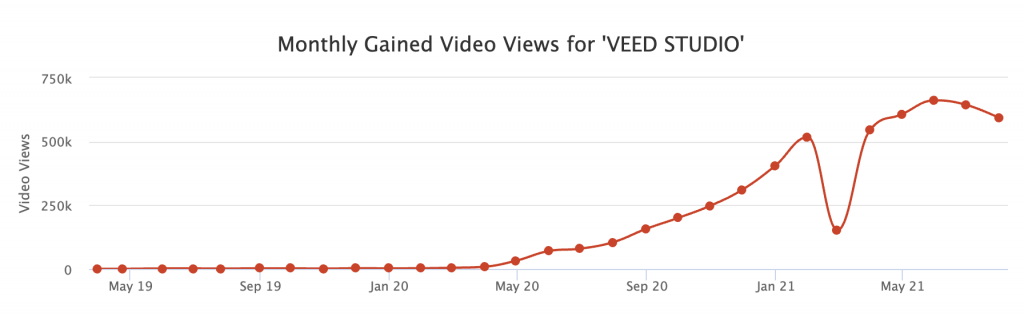 Monthly Gained Video Views for 'VEED STUDIO'
Video Views
750k
500k
250k
0
May 19 Sep 19 Jan 20 May 20 Sep 20 Jan 21 May 21